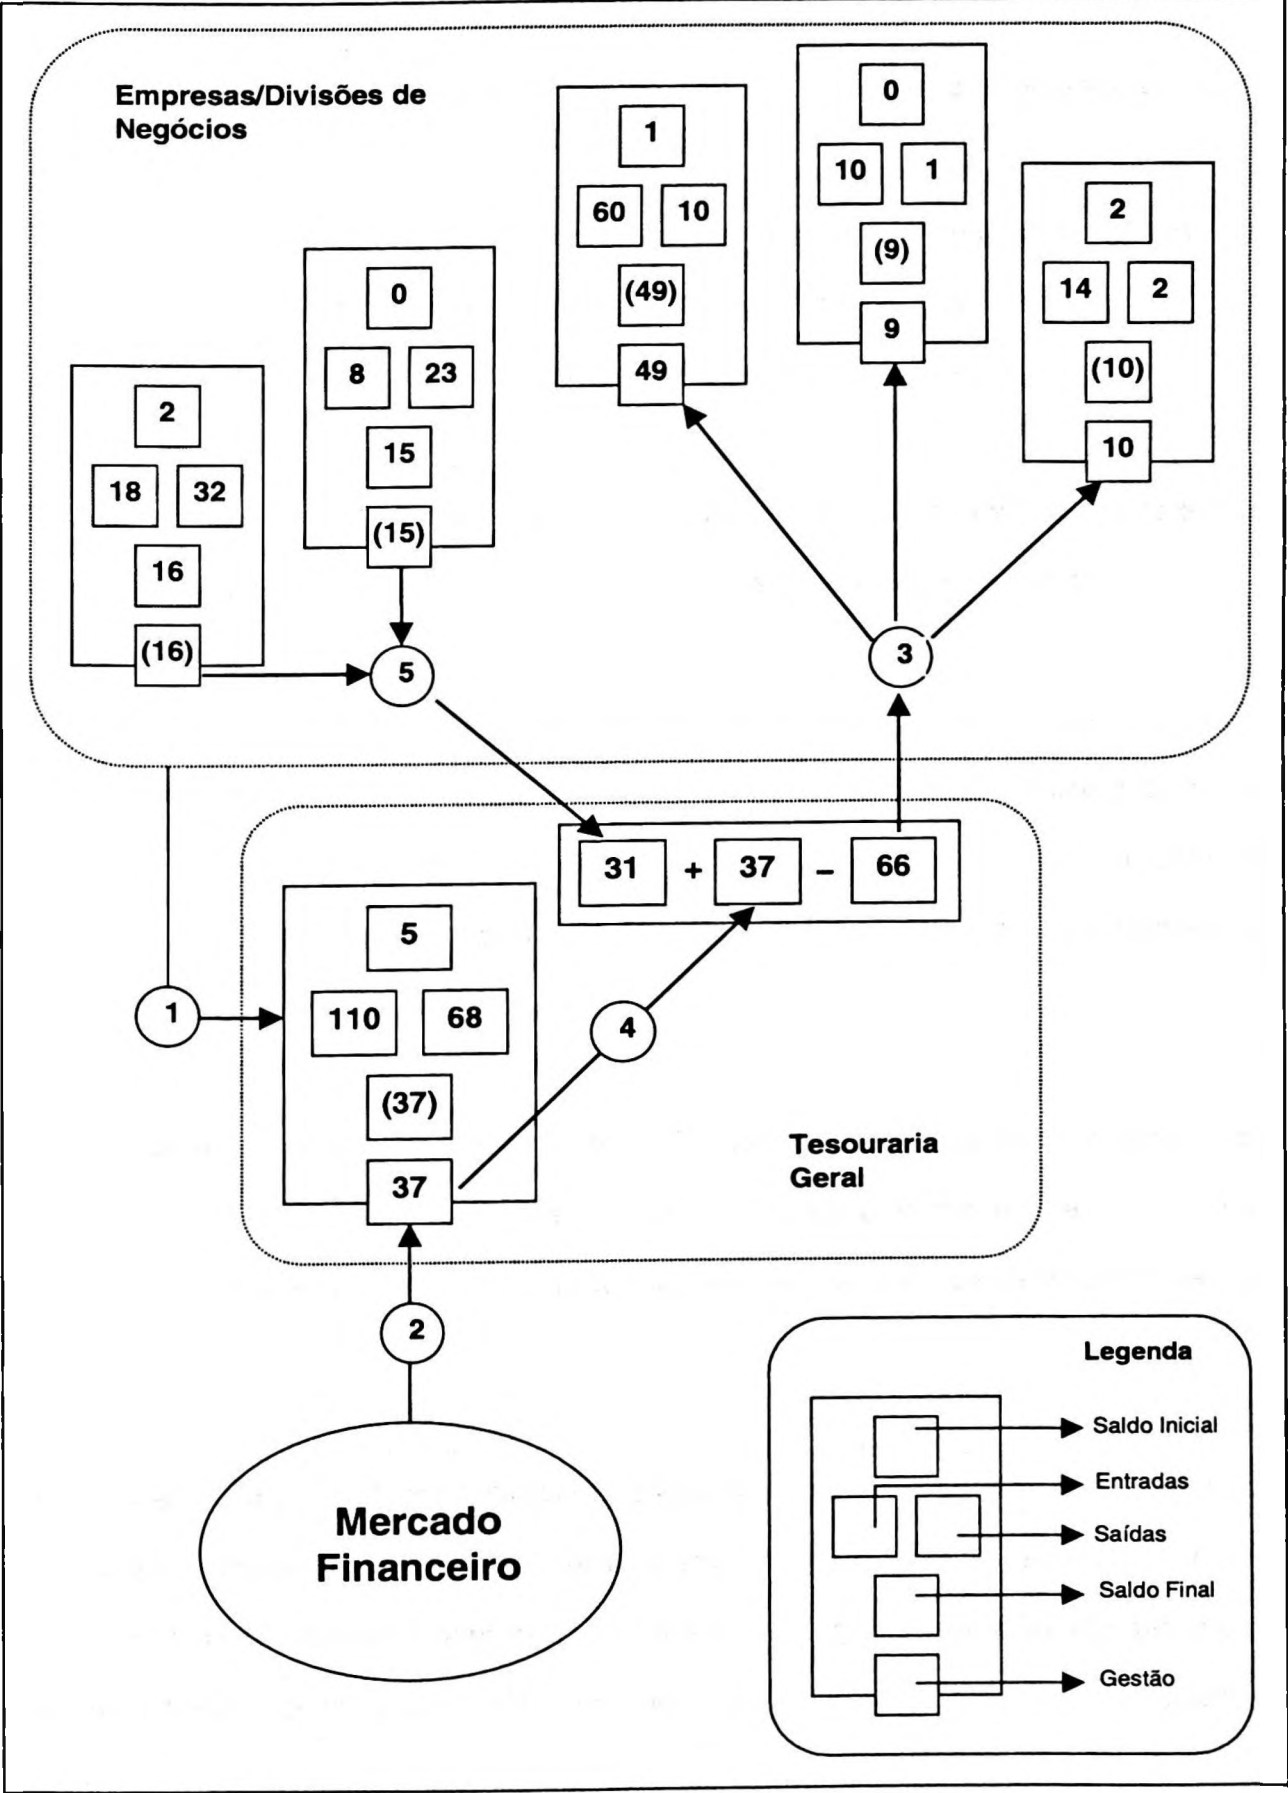 Empresas/Divisões de
Negócios
2
18 32
16
(16)
0
8 23
15
(15)
1
60 10
(49)
49
0
10 1
(9)
9
2
14 2
(10)
10
5
3
31 + 37 – 66
1
5
110 68
(37)
37
4
Tesouraria
Geral
2
Mercado
Financeiro
Legenda
Saldo Inicial
Entradas
Saídas
Saldo Final
Gestão